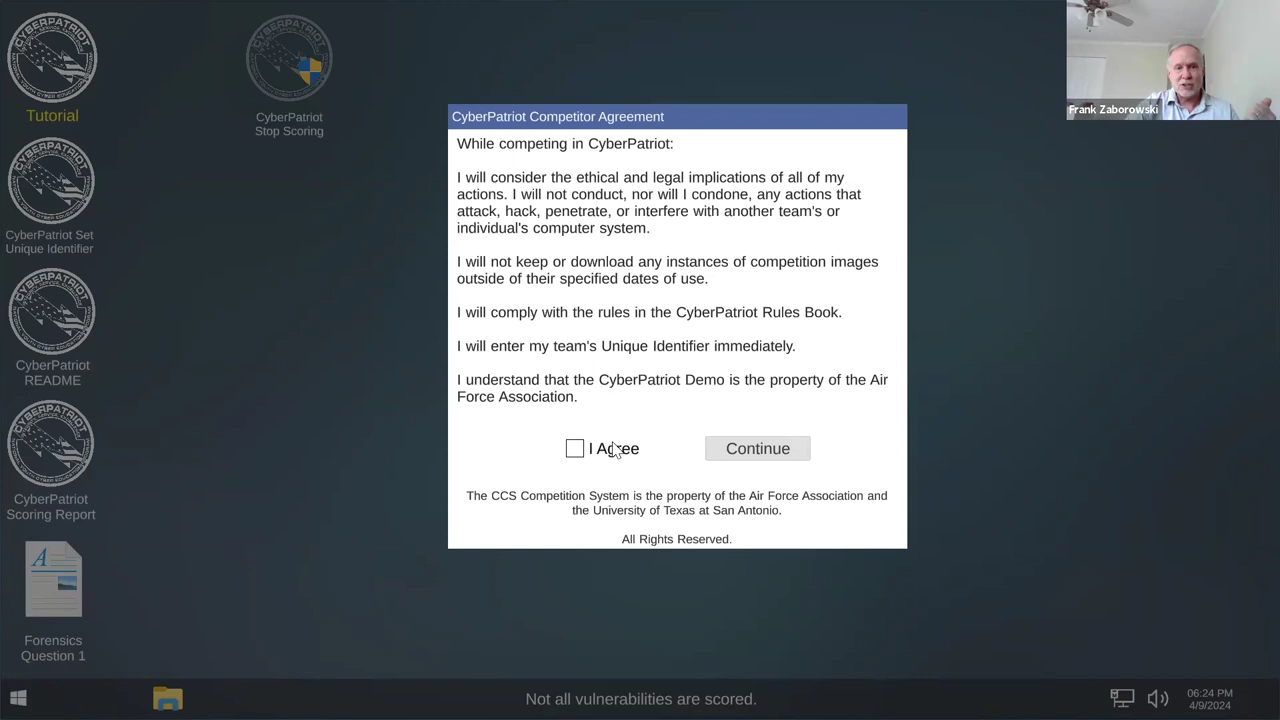 CyberPatriot Competitor Agreement
While competing in CyberPatriot:
I will consider the ethical and legal implications of all of my
actions. I will not conduct, nor will I condone, any actions that
attack, hack, penetrate, or interfere with another team's or
individual's computer system.
I will not keep or download any instances of competition images
outside of their specified dates of use.
I will comply with the rules in the CyberPatriot Rules Book.
I will enter my team's Unique Identifier immediately.
I understand that the CyberPatriot Demo is the property of the Air
Force Association.
I Agree
Continue
The CCS Competition System is the property of the Air Force Association and
the University of Texas at San Antonio.
All Rights Reserved.
Tutorial
CyberPatriot Set
Unique Identifier
CyberPatriot
README
CyberPatriot
Scoring Report
Forensics
Question 1
CyberPatriot
Stop Scoring
Frank Zaborowski
Not all vulnerabilities are scored.
06:24 PM
4/9/2024
CYBERPATRIOT
CYBERPATRIOT
CYBERPATRIOT
CYBERPATRIOT
CYBERPATRIOT
A